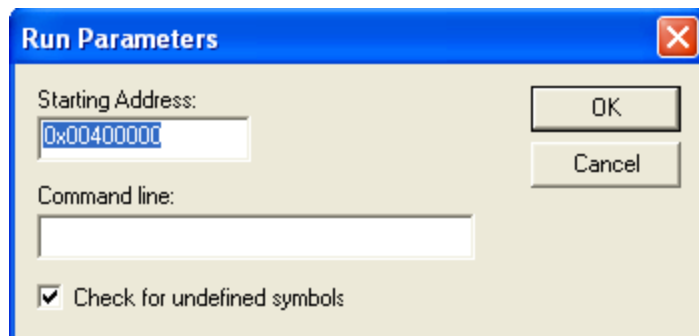 Run Parameters
Starting Address:
0x00400000
OK
Cancel
Command line:
Check for undefined symbols